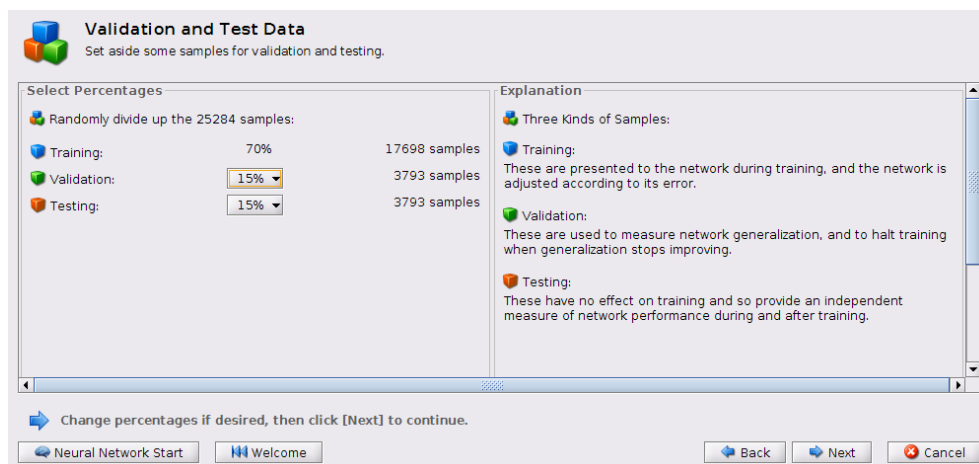 Validation and Test Data
Set aside some samples for validation and testing.
Select Percentages
Randomly divide up the 25284 samples:
Training: 70% 17698 samples
Validation: 15% 3793 samples
Testing: 15% 3793 samples
Explanation
Three Kinds of Samples:
Training:
These are presented to the network during training, and the network is
adjusted according to its error.
Validation:
These are used to measure network generalization, and to halt training
when generalization stops improving.
Testing:
These have no effect on training and so provide an independent
measure of network performance during and after training.
Change percentages if desired, then click [Next] to continue.
Neural Network Start Welcome Back Next Cancel